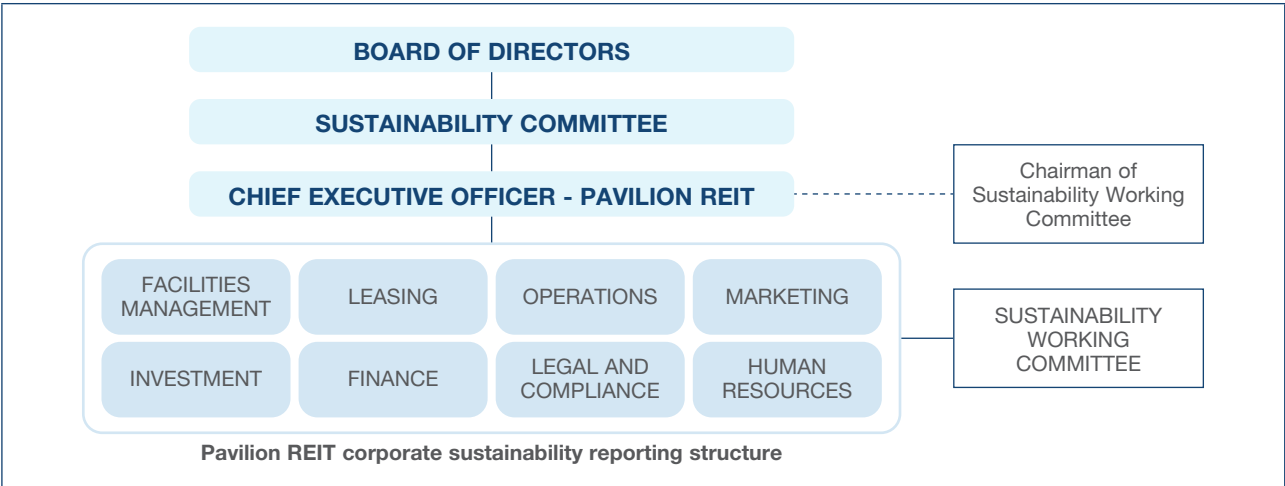 BOARD OF DIRECTORS
SUSTAINABILITY COMMITTEE
CHIEF EXECUTIVE OFFICER - PAVILION REIT
Chairman of
Sustainability Working
Committee
FACILITIES
MANAGEMENT
LEASING
OPERATIONS
MARKETING
INVESTMENT
FINANCE
LEGAL AND
COMPLIANCE
HUMAN
RESOURCES
SUSTAINABILITY
WORKING
COMMITTEE
Pavilion REIT corporate sustainability reporting structure